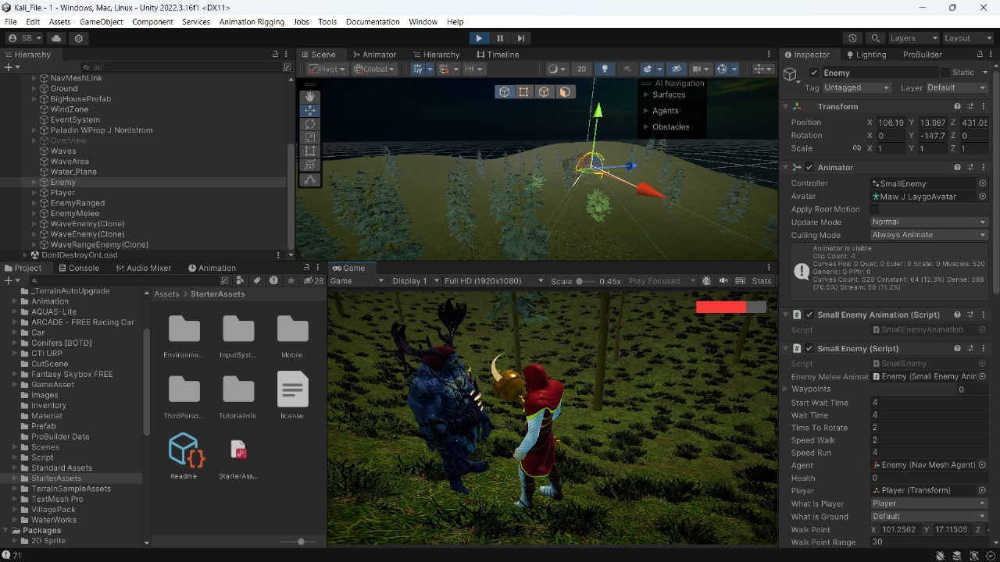 Kali_File - 1 - Windows, Mac, Linux - Unity 2022.3.16f1 <DX11>
File Edit Assets GameObject Component Services Animation Rigging Jobs Tools Documentation Window Help
SB Layers Layout
Hierarchy
All
NavMeshLink
Ground
BigHousePrefab
WindZone
EventSystem
Paladin WProp J Nordstrom
OverView
Waves
WaveArea
Water_Plane
Enemy
Player
EnemyRanged
EnemyMelee
WaveEnemy(Clone)
WaveEnemy(Clone)
WaveRangeEnemy(Clone)
DontDestroyOnLoad
Scene Animator Hierarchy Timeline
Pivot Global 2D
AI Navigation
Surfaces
Agents
Obstacles
Project Console Audio Mixer Animation
28
_TerrainAutoUpgrade
Animation
AQUAS-Lite
ARCADE - FREE Racing Car
Car
Conifers [BOTD]
CTI URP
CutScene
Fantasy Skybox FREE
GameAsset
Images
Inventory
Material
Prefab
ProBuilder Data
Scenes
Script
Standard Assets
StarterAssets
TerrainSampleAssets
TextMesh Pro
VillagePack
WaterWorks
Packages
2D Sprite
Assets > StarterAssets
Environme... InputSyst... Mobile
ThirdPerso... TutorialInfo license
Readme StarterAss...
Game
Game Display 1 Full HD (1920x1080) Scale 0.45x Play Focused Stats
Inspector Lighting ProBuilder
Enemy Static
Tag Untagged Layer Default
Transform
Position X 106.19 Y 13.987 Z 431.05
Rotation X 0 Y -147.7 Z 0
Scale X 1 Y 1 Z 1
Animator
Controller SmallEnemy
Avatar Maw J LaygoAvatar
Apply Root Motion
Update Mode Normal
Culling Mode Always Animate
Animator is visible
Clip Count: 4
Curves Pos: 0 Quat: 0 Euler: 0 Scale: 0 Muscles: 520
Generic: 0 PPtr: 0
Curves Count: 520 Constant: 64 (12.3%) Dense: 398
(76.5%) Stream: 58 (11.2%)
Small Enemy Animation (Script)
Script SmallEnemyAnimation
Small Enemy (Script)
Script SmallEnemy
Enemy Melee Animat Enemy (Small Enemy Anir
Waypoints 0
Start Wait Time 4
Wait Time 4
Time To Rotate 2
Speed Walk 2
Speed Run 4
Agent Enemy (Nav Mesh Agent)
Health 0
Player Player (Transform)
What Is Player Player
What Is Ground Default
Walk Point X 101.2562 Y 17.11505 Z
Walk Point Range 30
71